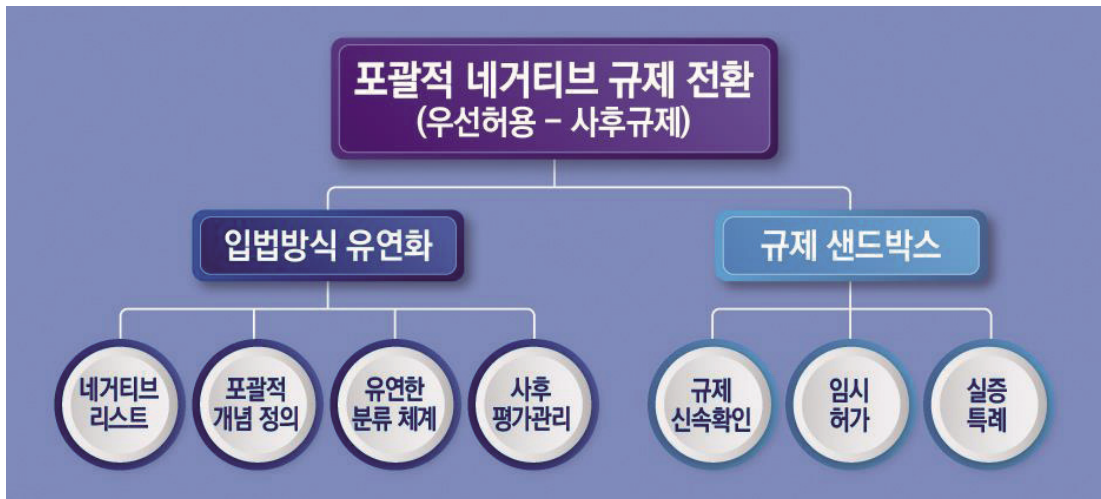 포괄적 네거티브 규제 전환
(우선허용 – 사후규제)
입법방식 유연화
규제 샌드박스
네거티브
리스트
포괄적
개념 정의
유연한
분류 체계
사후
평가관리
규제
신속확인
임시
허가
실증
특례